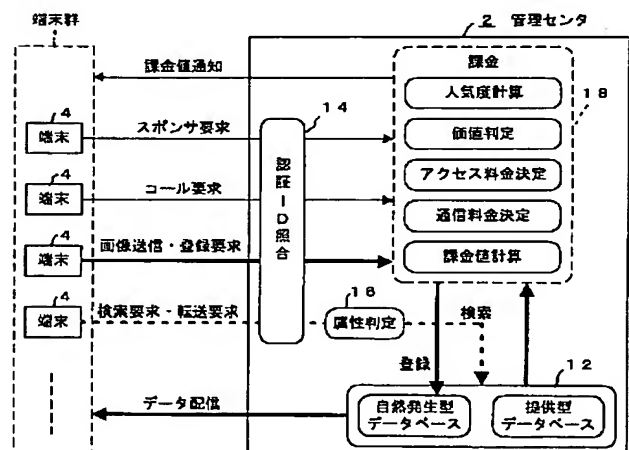 端末群
２ 管理センタ
課金値通知
課金
人気度計算
１８
１４
４
端末
スポンサ要求
価値判定
アクセス料金決定
４
端末
コール要求
認証－ID照合
通信料金決定
４
端末
画像送信・登録要求
課金値計算
４
端末
検索要求・転送要求
１６
属性判定
検索
登録
１２
データ配信
自然発生型
データベース
提供型
データベース